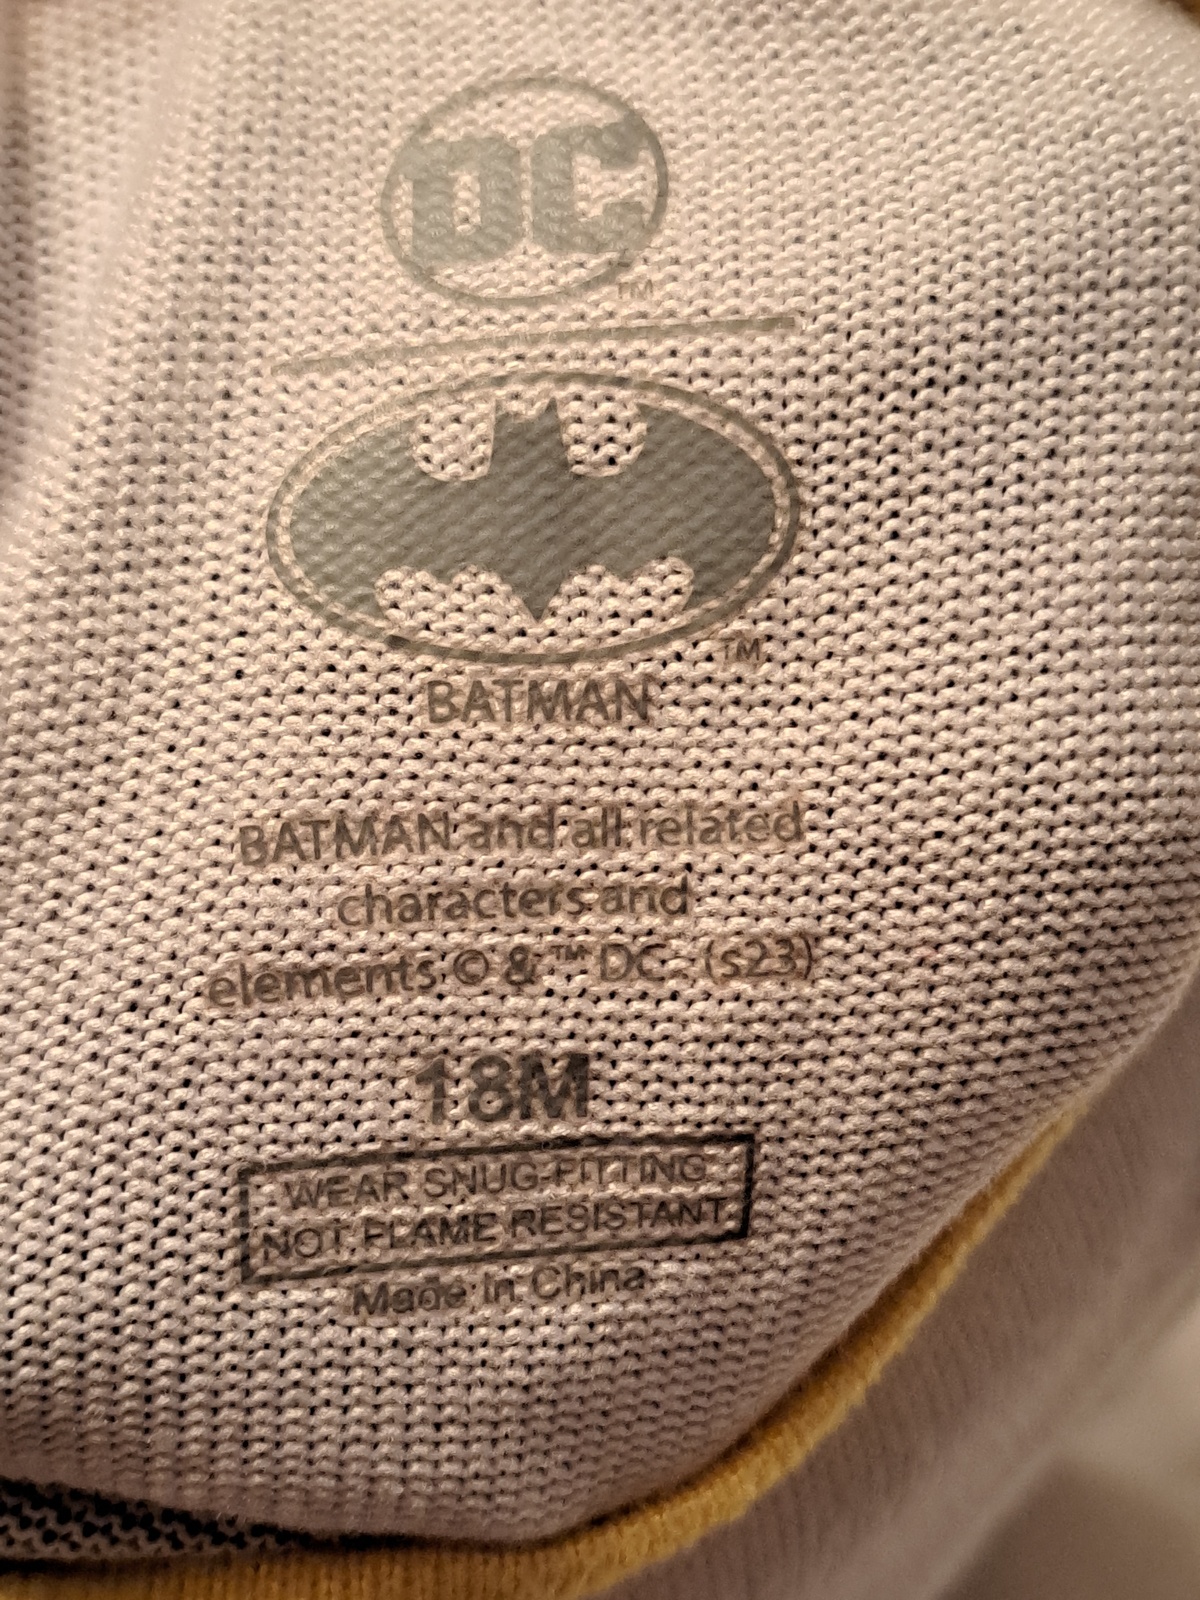 DC
TM
TM
BATMAN
BATMAN and all related
characters and
elements © & ™ DC. (s23)
18M
WEAR SNUG-FITTING
NOT FLAME RESISTANT
Made In China